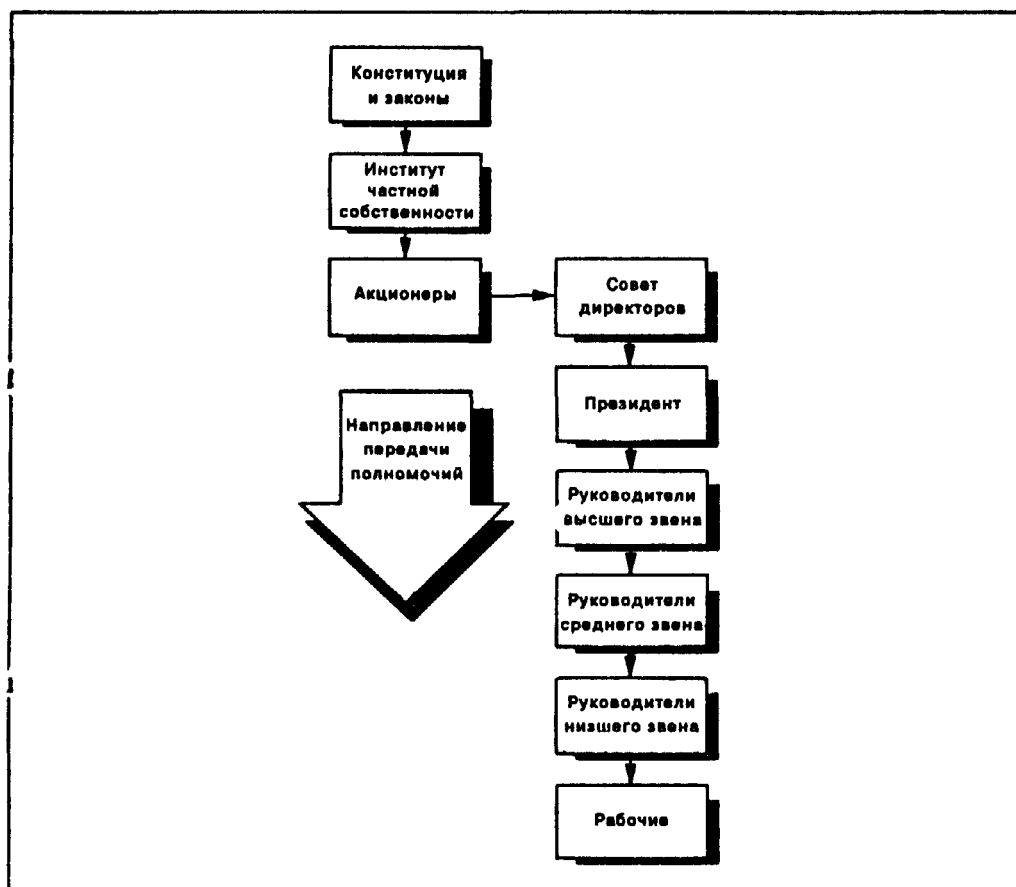 Конституция
и законы
Институт
частной
собственности
Акционеры
Совет
директоров
Президент
Направление
передачи
полномочий
Руководители
высшего звена
Руководители
среднего звена
Руководители
низшего звена
Рабочие